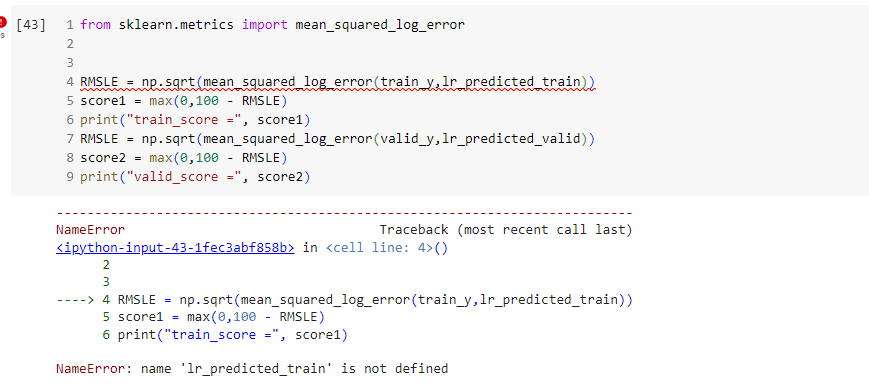 [43] 1 from sklearn.metrics import mean_squared_log_error
s
2
3
4 RMSLE = np.sqrt(mean_squared_log_error(train_y,lr_predicted_train))
5 score1 = max(0,100 - RMSLE)
6 print("train_score =", score1)
7 RMSLE = np.sqrt(mean_squared_log_error(valid_y,lr_predicted_valid))
8 score2 = max(0,100 - RMSLE)
9 print("valid_score =", score2)
---------------------------------------------------------------------------
NameError Traceback (most recent call last)
<ipython-input-43-1fec3abf858b> in <cell line: 4>()
2
3
----> 4 RMSLE = np.sqrt(mean_squared_log_error(train_y,lr_predicted_train))
5 score1 = max(0,100 - RMSLE)
6 print("train_score =", score1)
NameError: name 'lr_predicted_train' is not defined